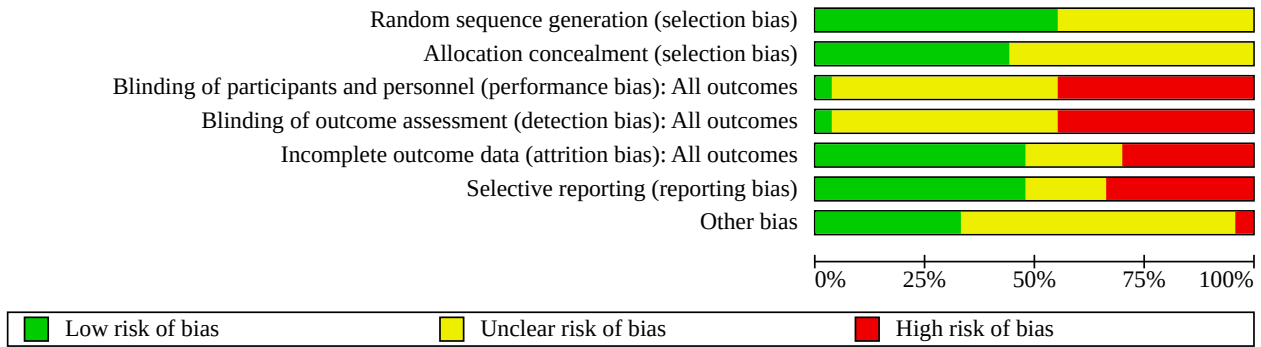 Random sequence generation (selection bias)
Allocation concealment (selection bias)
Blinding of participants and personnel (performance bias): All outcomes
Blinding of outcome assessment (detection bias): All outcomes
Incomplete outcome data (attrition bias): All outcomes
Selective reporting (reporting bias)
Other bias
0% 25% 50% 75% 100%
Low risk of bias Unclear risk of bias High risk of bias